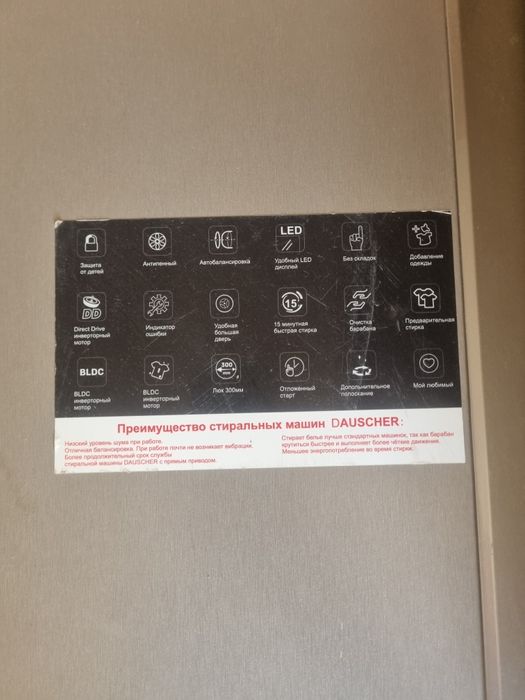 LED
Защита
от детей
Антипенный
Автобалансировка
Удобный LED
дисплей
Без складок
Добавление
одежды
DD
15
Direct Drive
инверторный
мотор
Индикатор
ошибки
Удобная
большая
дверь
15 минутная
быстрая стирка
Очистка
барабана
Предварительная
стирка
BLDC
300
mm
BLDC
инверторный
мотор
BLDC
инверторный
мотор
Люк 300мм
Отложенный
старт
Допольнительное
полоскание
Мой любимый
Преимущество стиральных машин DAUSCHER:
Низский уровень шума при работе.
Отличная балансировка. При работе почти не возникает вибрации.
Более продолжительный срок службы
стиральной машины DAUSCHER с прямым приводом.
Стирает белье лучше стандартных машинок, так как барабан
крутиться быстрее и выполняет более чёткие движения.
Меньшее энергопотребление во время стирки.